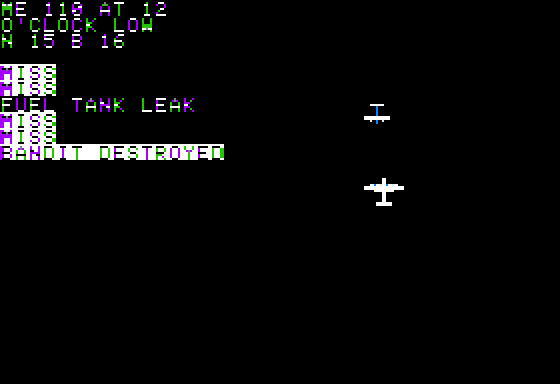 ME 110 AT 12
O'CLOCK LOW
N 15 B 16
MISS
MISS
FUEL TANK LEAK
MISS
MISS
BANDIT DESTROYED